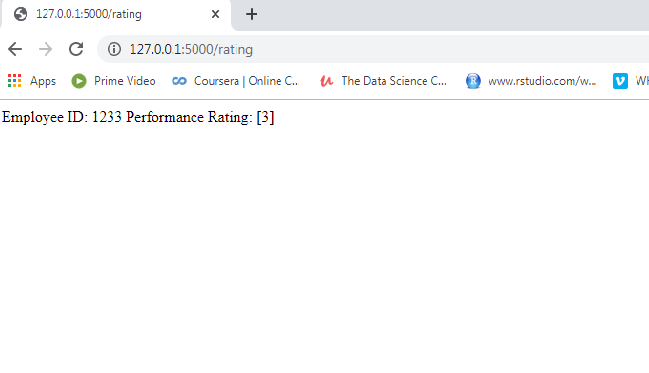 127.0.0.1:5000/rating
127.0.0.1:5000/rating
Apps Prime Video Coursera | Online C... The Data Science C... www.rstudio.com/w...
Employee ID: 1233 Performance Rating: [3]